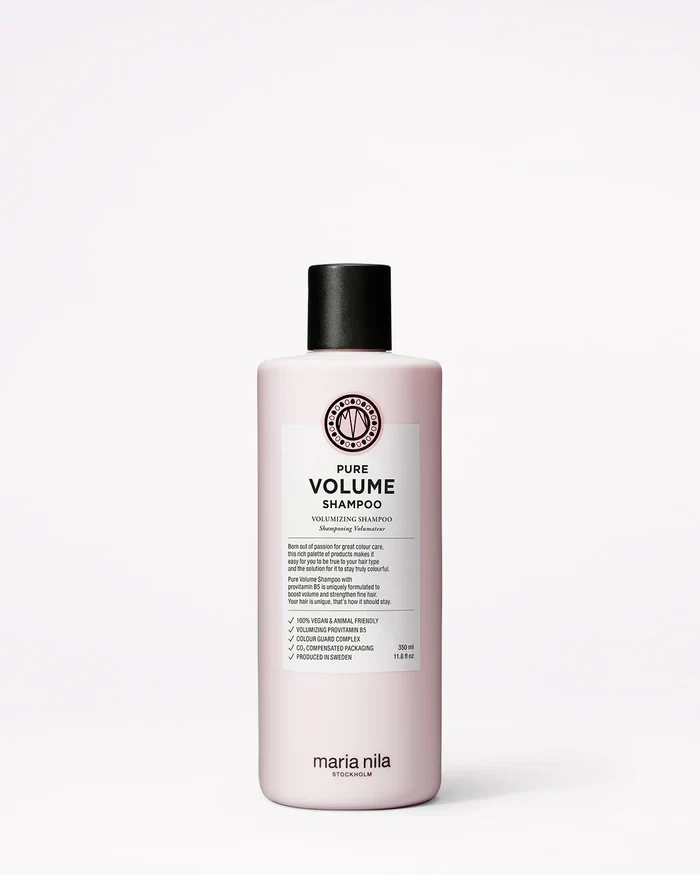 MN
PURE
VOLUME
SHAMPOO
VOLUMIZING SHAMPOO
Shampooing Volumateur
Born out of passion for great colour care,
this rich palette of products makes it
easy for you to be true to your hair type
and the solution for it to stay truly colourful.
Pure Volume Shampoo with
provitamin B5 is uniquely formulated to
boost volume and strengthen fine hair.
Your hair is unique, that's how it should stay.
✓ 100% VEGAN & ANIMAL FRIENDLY
✓ VOLUMIZING PROVITAMIN B5
✓ COLOUR GUARD COMPLEX
✓ CO₂ COMPENSATED PACKAGING 350 ml
✓ PRODUCED IN SWEDEN 11.8 fl oz
maria nila
STOCKHOLM